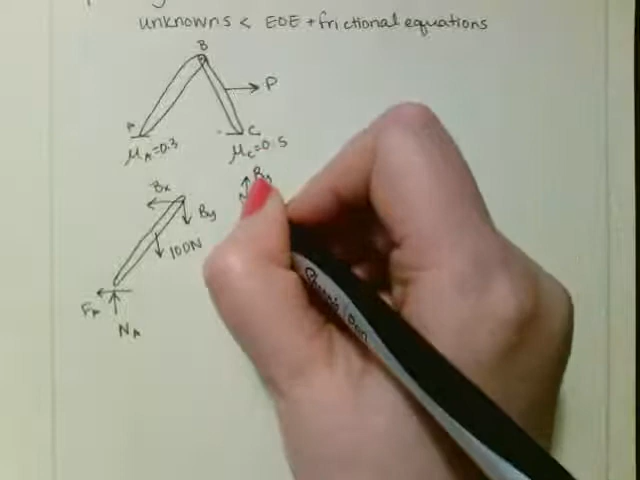 unknowns < EOE + frictional equations
B
P
A
C
μA=0.3
μC=0.5
Bx
By
By
100N
FA
NA